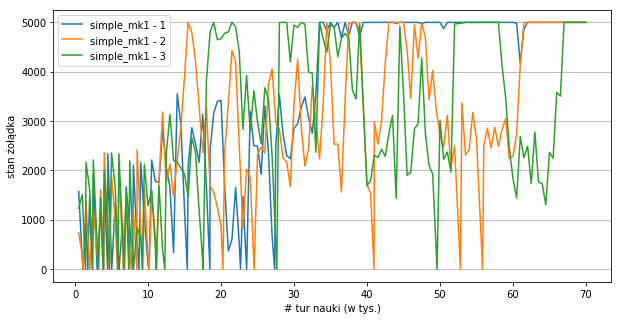 simple_mk1 - 1
simple_mk1 - 2
simple_mk1 - 3
5000
4000
3000
2000
1000
0
stan żołądka
0 10 20 30 40 50 60 70
# tur nauki (w tys.)